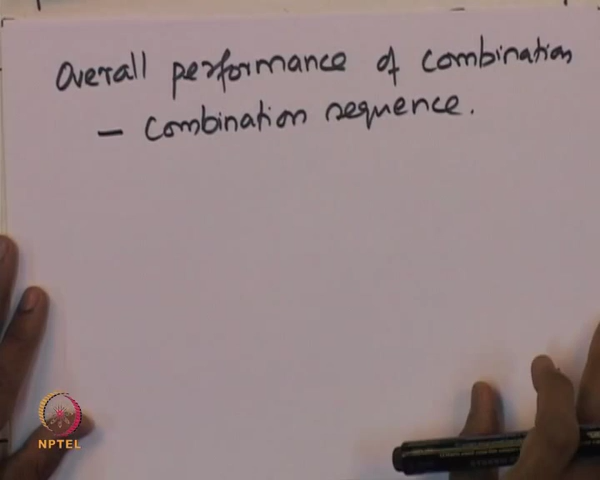 Overall performance of combination
— Combination sequence.
NPTEL